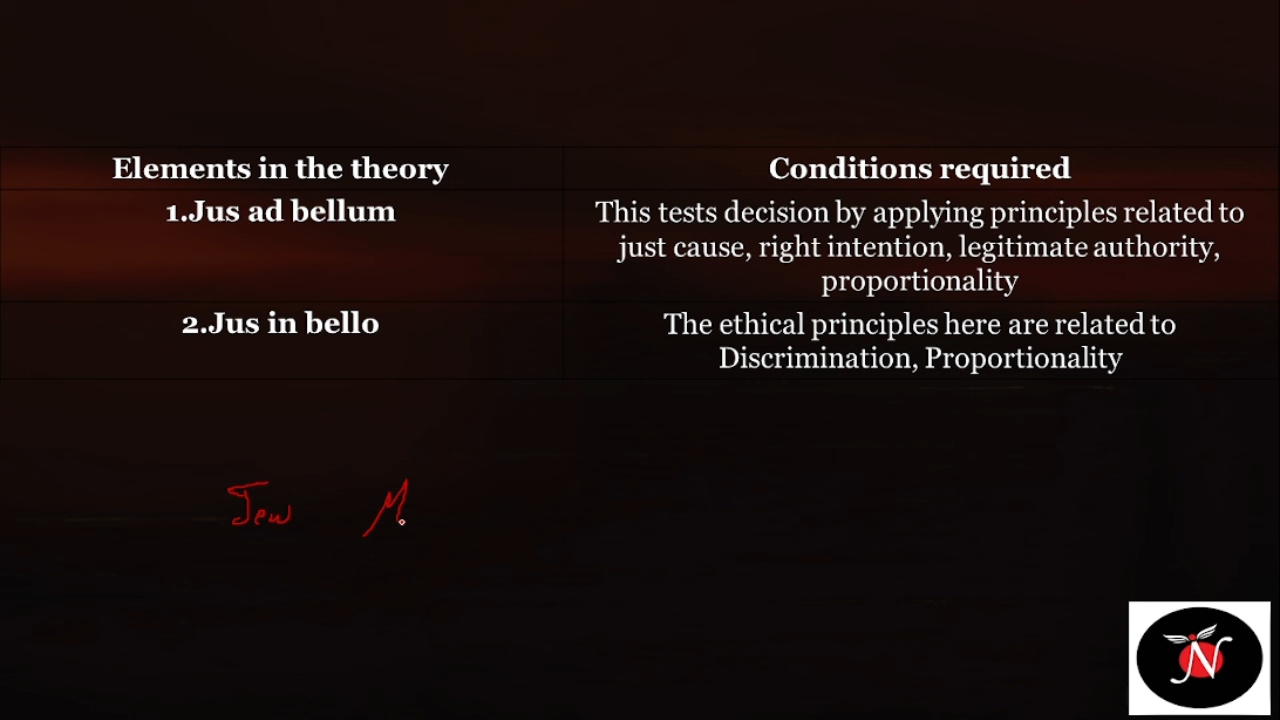 Elements in the theory
Conditions required
1.Jus ad bellum
This tests decision by applying principles related to
just cause, right intention, legitimate authority,
proportionality
2.Jus in bello
The ethical principles here are related to
Discrimination, Proportionality
Jew M
N